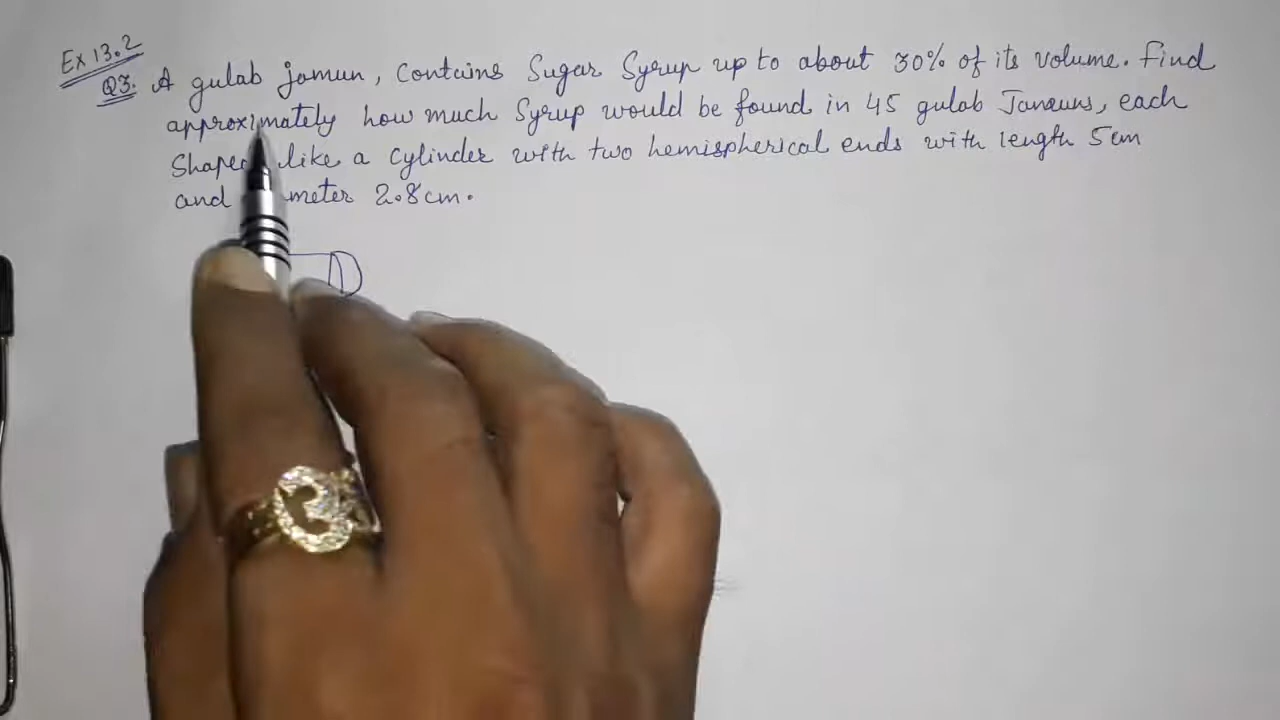 Ex 13.2
Q3. A gulab jamun, Contains Sugar Syrup up to about 30% of its volume. Find
approximately how much Syrup would be found in 45 gulab Jamuns, each
like a cylinder with two hemispherical ends with length 5cm
and 2.8cm.